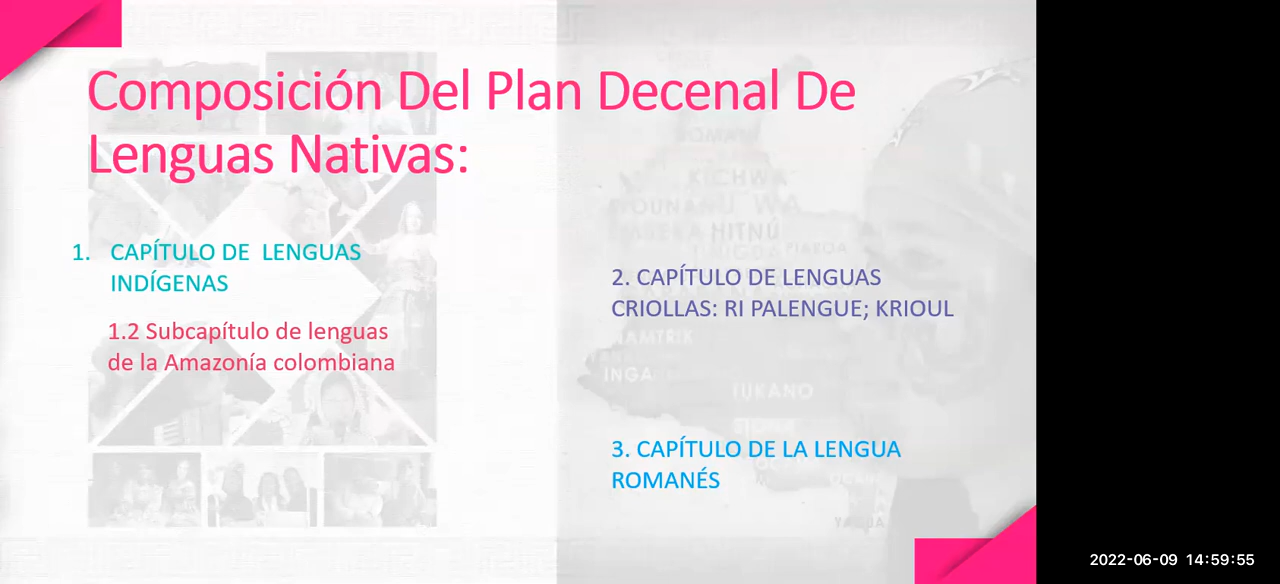 Composición Del Plan Decenal De
Lenguas Nativas:
1. CAPÍTULO DE LENGUAS
INDÍGENAS
1.2 Subcapítulo de lenguas
de la Amazonía colombiana
2. CAPÍTULO DE LENGUAS
CRIOLLAS: RI PALENGUE; KRIOUL
3. CAPÍTULO DE LA LENGUA
ROMANÉS
KICHWA
HITNÚ
PIAROA
NAMTRIK
INGA
TUKANO
2022-06-09 14:59:55